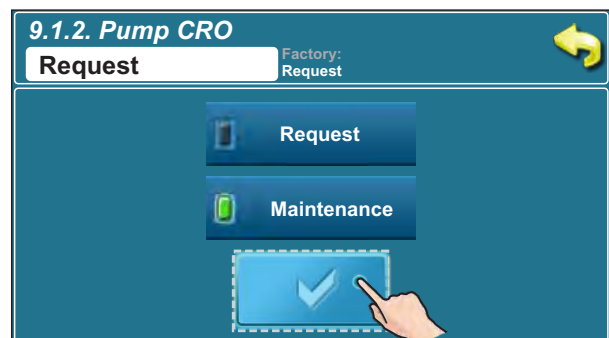 9.1.2. Pump CRO
Request
Factory:
Request
Request
Maintenance